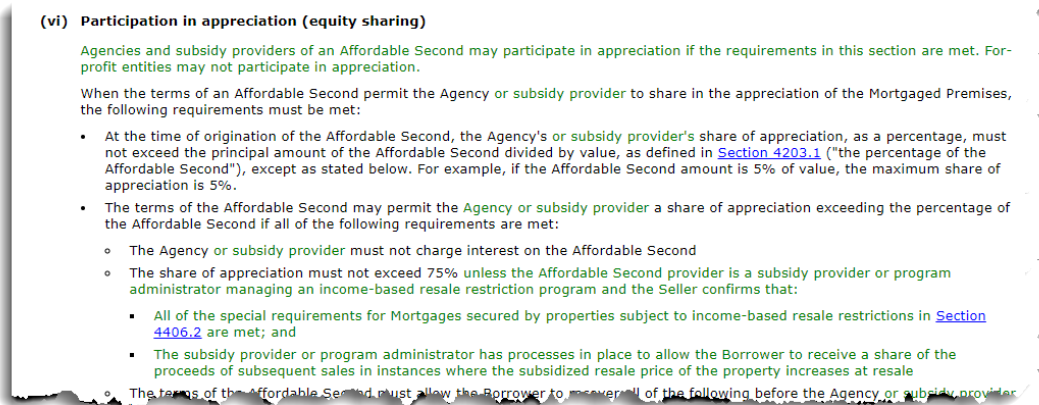 (vi) Participation in appreciation (equity sharing)
Agencies and subsidy providers of an Affordable Second may participate in appreciation if the requirements in this section are met. For-
profit entities may not participate in appreciation.
When the terms of an Affordable Second permit the Agency or subsidy provider to share in the appreciation of the Mortgaged Premises,
the following requirements must be met:
• At the time of origination of the Affordable Second, the Agency's or subsidy provider's share of appreciation, as a percentage, must
not exceed the principal amount of the Affordable Second divided by value, as defined in Section 4203.1 ("the percentage of the
Affordable Second"), except as stated below. For example, if the Affordable Second amount is 5% of value, the maximum share of
appreciation is 5%.
• The terms of the Affordable Second may permit the Agency or subsidy provider a share of appreciation exceeding the percentage of
the Affordable Second if all of the following requirements are met:
◦ The Agency or subsidy provider must not charge interest on the Affordable Second
◦ The share of appreciation must not exceed 75% unless the Affordable Second provider is a subsidy provider or program
administrator managing an income-based resale restriction program and the Seller confirms that:
▪ All of the special requirements for Mortgages secured by properties subject to income-based resale restrictions in Section
4406.2 are met; and
▪ The subsidy provider or program administrator has processes in place to allow the Borrower to receive a share of the
proceeds of subsequent sales in instances where the subsidized resale price of the property increases at resale
◦ The terms of the Affordable Second must allow the Borrower to recover all of the following before the Agency or subsidy provider